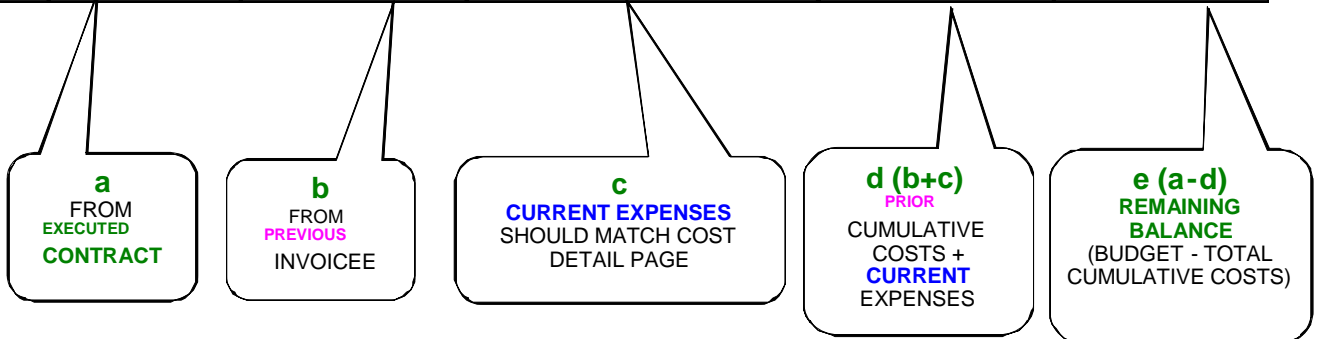 a
FROM
EXECUTED
CONTRACT
b
FROM
PREVIOUS
INVOICEE
c
CURRENT EXPENSES
SHOULD MATCH COST
DETAIL PAGE
d (b+c)
PRIOR
CUMULATIVE
COSTS +
CURRENT
EXPENSES
e (a-d)
REMAINING
BALANCE
(BUDGET - TOTAL
CUMULATIVE COSTS)